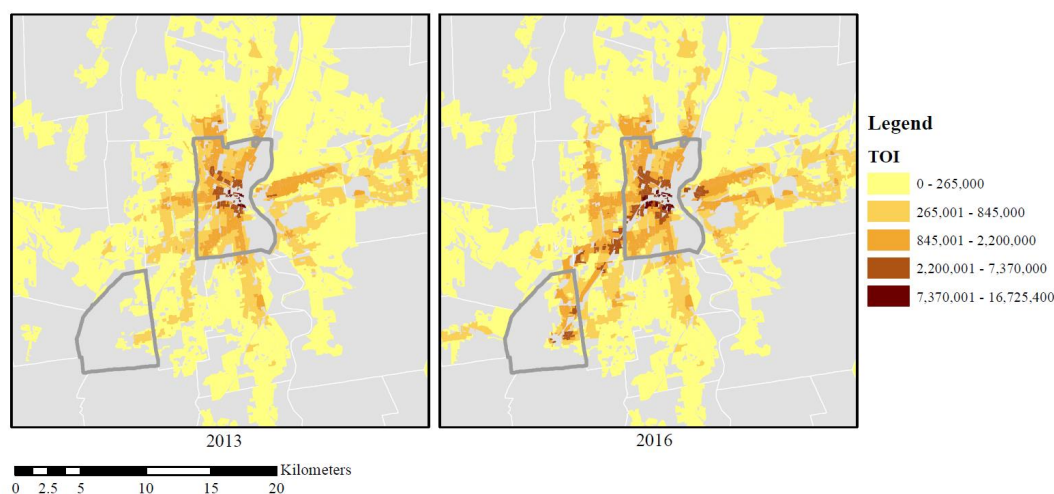 Legend
TOI
0 - 265,000
265,001 - 845,000
845,001 - 2,200,000
2,200,001 - 7,370,000
7,370,001 - 16,725,400
2013
2016
Kilometers
0 2.5 5 10 15 20